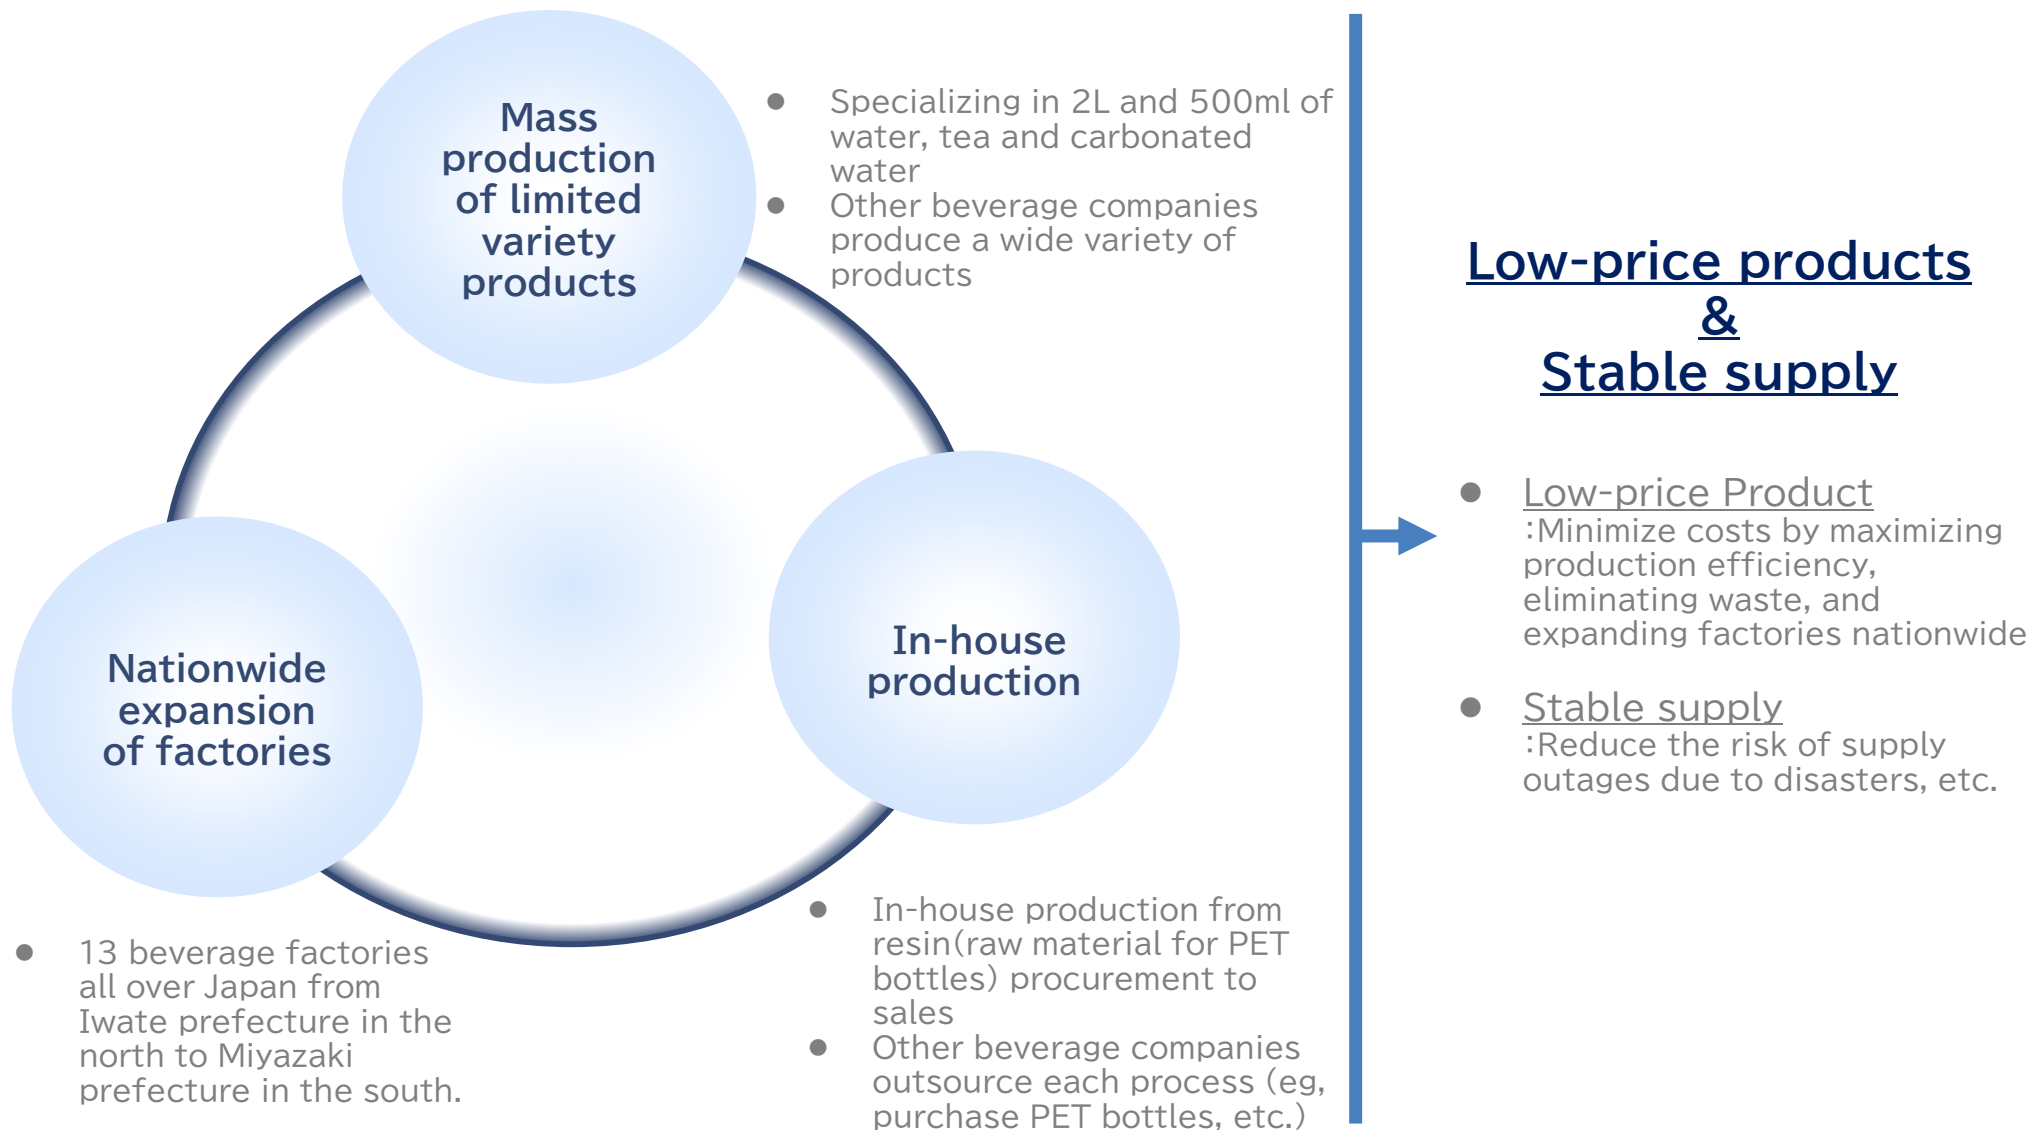 Mass
production
of limited
variety
products
● Specializing in 2L and 500ml of
water, tea and carbonated
water
● Other beverage companies
produce a wide variety of
products
In-house
production
● In-house production from
resin(raw material for PET
bottles) procurement to
sales
● Other beverage companies
outsource each process (eg,
purchase PET bottles, etc.)
Nationwide
expansion
of factories
● 13 beverage factories
all over Japan from
Iwate prefecture in the
north to Miyazaki
prefecture in the south.
Low-price products
&
Stable supply
● Low-price Product
:Minimize costs by maximizing
production efficiency,
eliminating waste, and
expanding factories nationwide
● Stable supply
:Reduce the risk of supply
outages due to disasters, etc.